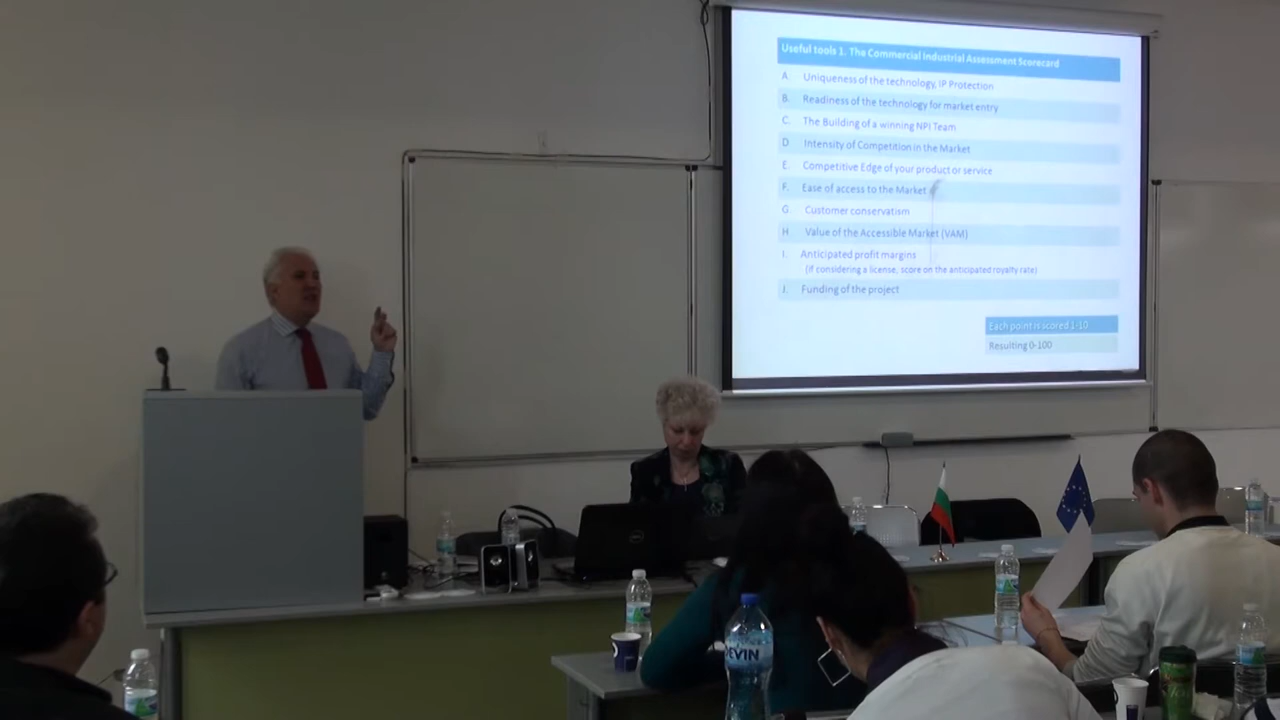 Useful tools 1. The Commercial Industrial Assessment Scorecard
A. Uniqueness of the technology, IP Protection
B. Readiness of the technology for market entry
C. The Building of a winning NPI Team
D Intensity of Competition in the Market
E. Competitive Edge of your product or service
F. Ease of access to the Market
G. Customer conservatism
H Value of the Accessible Market (VAM)
I. Anticipated profit margins
(If considering a license, score on the anticipated royalty rate)
J. Funding of the project
Each point is scored 1-10
Resulting 0-100
DELL
DEVIN